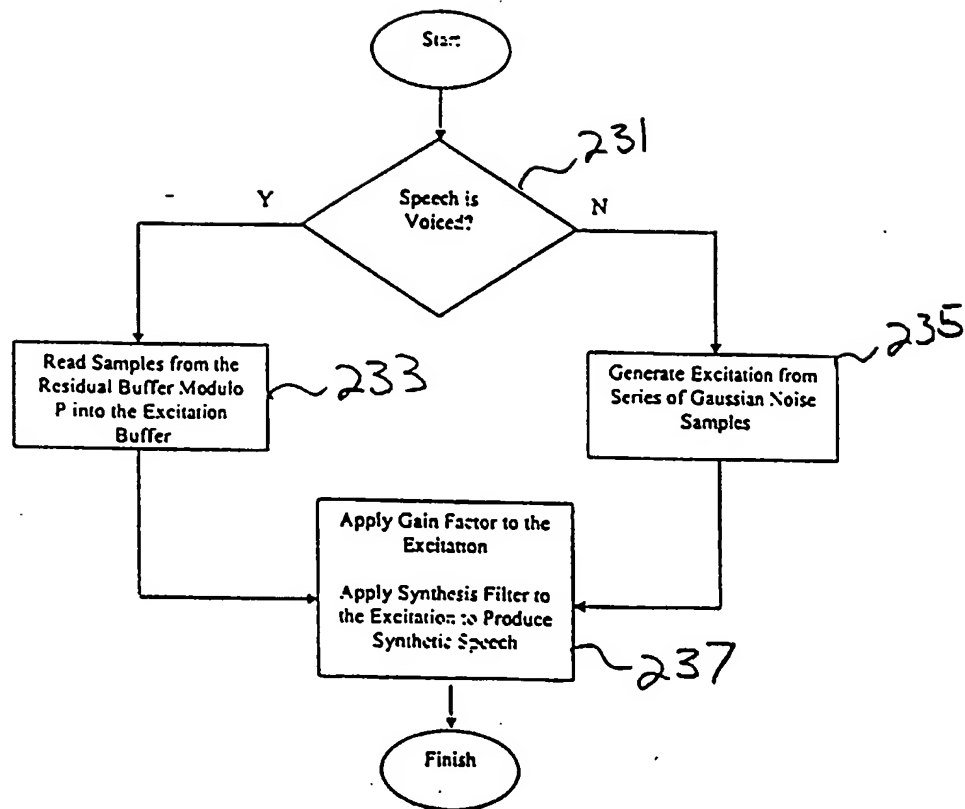 Start
231
Speech is
Voiced?
Y
N
235
Read Samples from the
Residual Buffer Modulo
P into the Excitation
Buffer
233
Generate Excitation from
Series of Gaussian Noise
Samples
Apply Gain Factor to the
Excitation
Apply Synthesis Filter to
the Excitation to Produce
Synthetic Speech
237
Finish